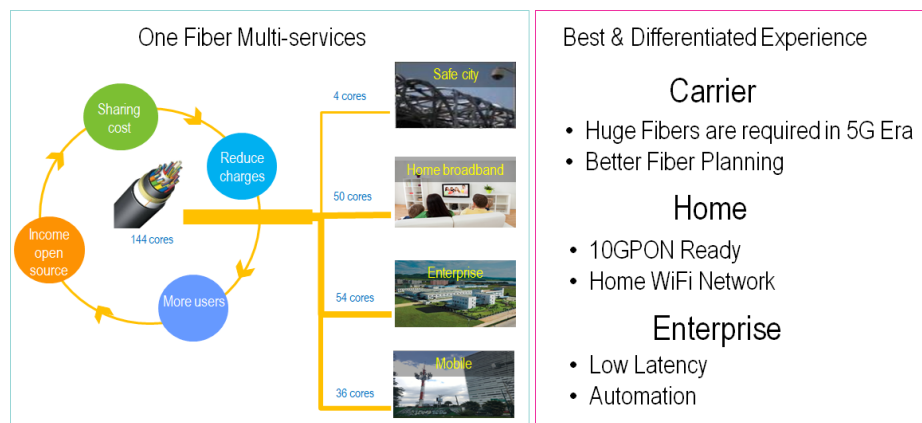 One Fiber Multi-services
Sharing
cost
Reduce
charges
More users
Income
open
source
144 cores
4 cores
Safe city
50 cores
Home broadband
54 cores
Enterprise
36 cores
Mobile
Best & Differentiated Experience
Carrier
• Huge Fibers are required in 5G Era
• Better Fiber Planning
Home
• 10GPON Ready
• Home WiFi Network
Enterprise
• Low Latency
• Automation